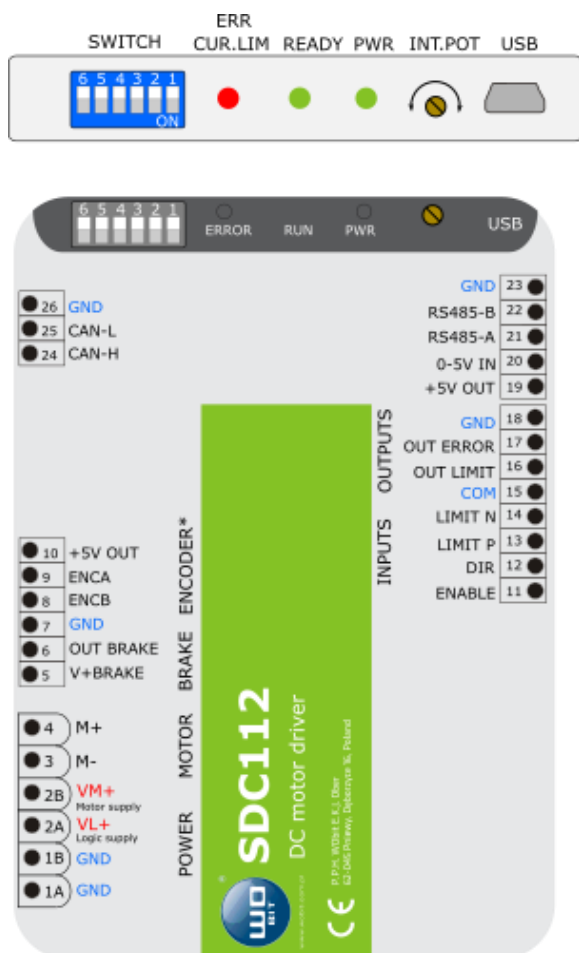 ERR
SWITCH CUR.LIM READY PWR INT.POT USB
6 5 4 3 2 1
ON
6 5 4 3 2 1
ERROR RUN PWR USB
26 GND
25 CAN-L
24 CAN-H
GND 23
RS485-B 22
RS485-A 21
0-5V IN 20
+5V OUT 19
GND 18
OUT ERROR 17
OUT LIMIT 16
COM 15
LIMIT N 14
LIMIT P 13
DIR 12
ENABLE 11
OUTPUTS
INPUTS
10 +5V OUT
9 ENCA
8 ENCB
7 GND
6 OUT BRAKE
5 V+BRAKE
ENCODER*
BRAKE
4 M+
3 M-
2B VM+
Motor supply
2A VL+
Logic supply
1B GND
1A GND
MOTOR
POWER
SDC112
DC motor driver
WO
BIT
®
CE